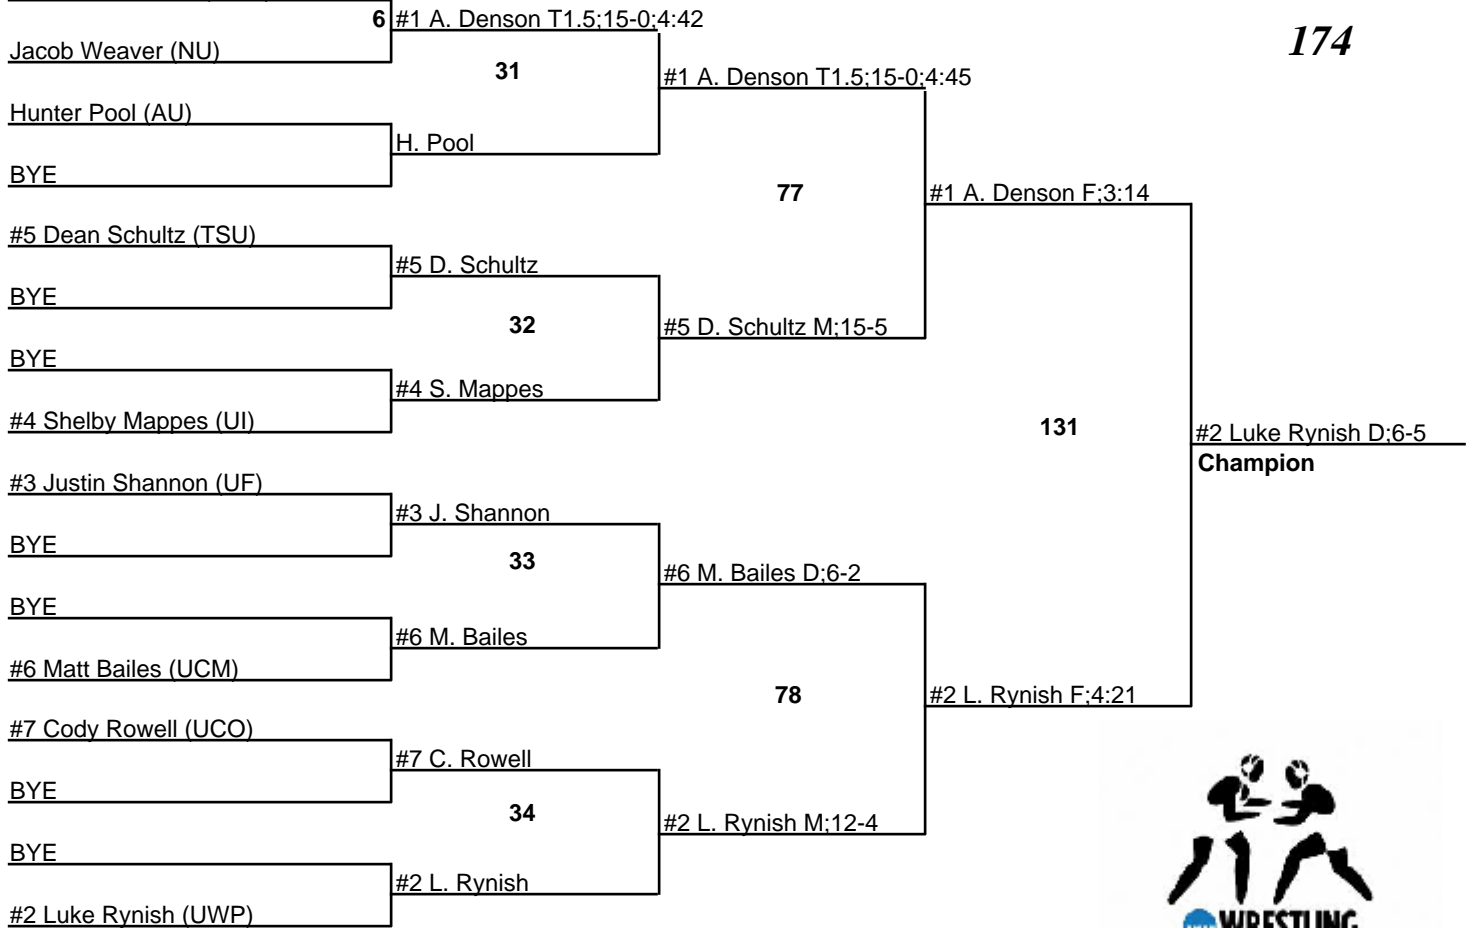 6 #1 A. Denson T1.5;15-0;4:42
174
Jacob Weaver (NU)
31
#1 A. Denson T1.5;15-0;4:45
Hunter Pool (AU)
H. Pool
BYE
77
#1 A. Denson F;3:14
#5 Dean Schultz (TSU)
#5 D. Schultz
BYE
32
#5 D. Schultz M;15-5
BYE
#4 S. Mappes
#4 Shelby Mappes (UI)
131
#2 Luke Rynish D;6-5
Champion
#3 Justin Shannon (UF)
#3 J. Shannon
BYE
33
#6 M. Bailes D;6-2
BYE
#6 M. Bailes
#6 Matt Bailes (UCM)
78
#2 L. Rynish F;4:21
#7 Cody Rowell (UCO)
#7 C. Rowell
BYE
34
#2 L. Rynish M;12-4
BYE
#2 L. Rynish
#2 Luke Rynish (UWP)
WRESTLING